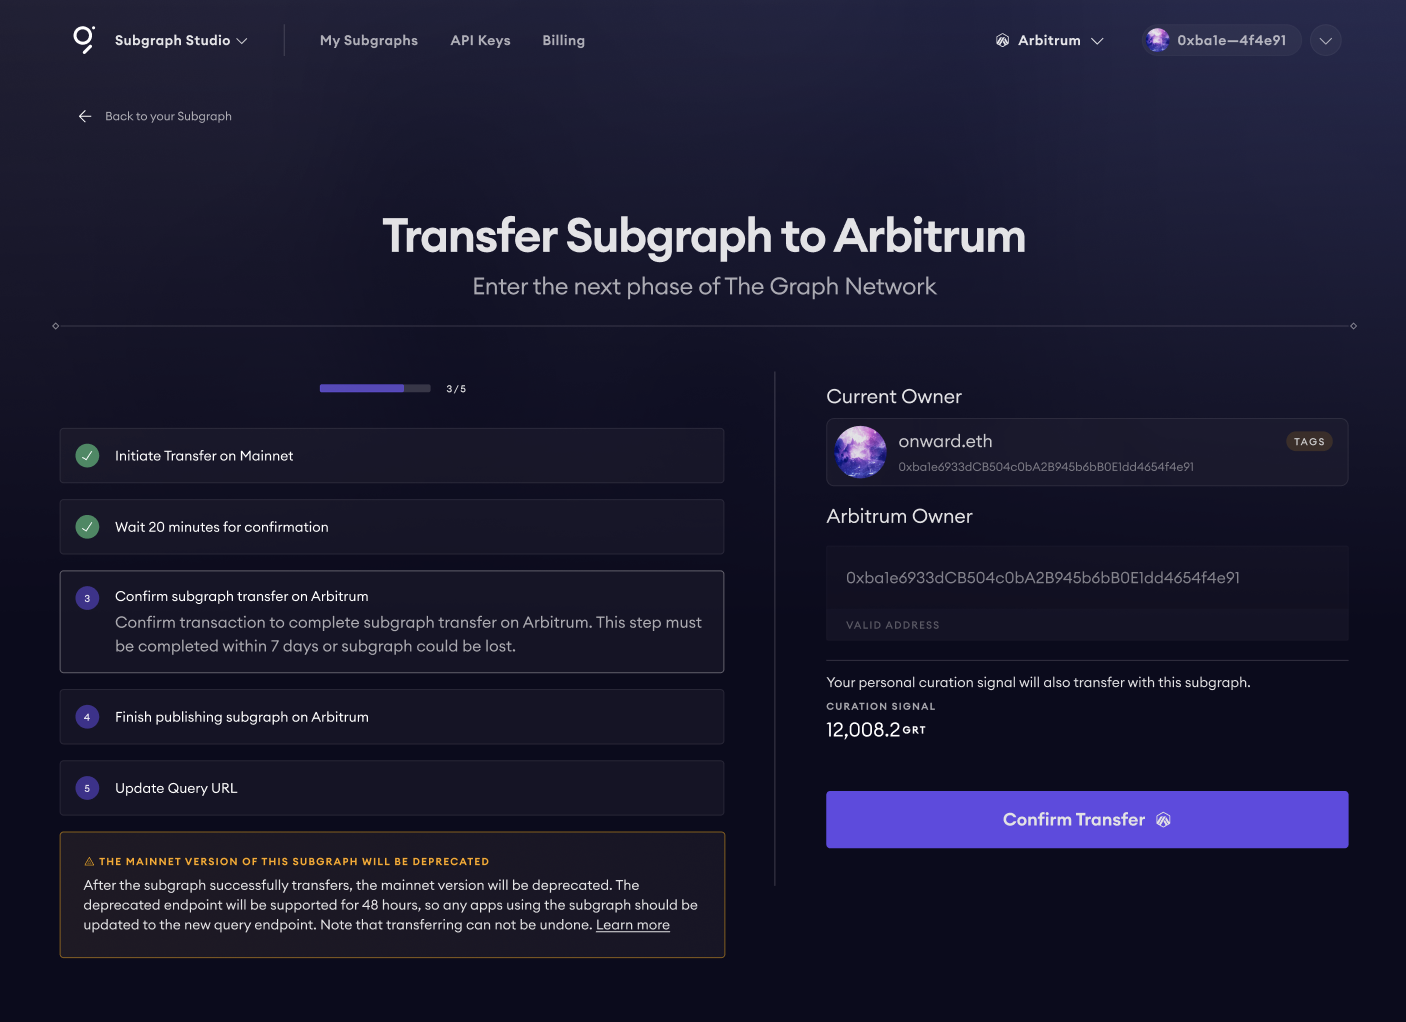 Subgraph Studio
My Subgraphs
API Keys
Billing
Arbitrum
0xba1e—4f4e91
Back to your Subgraph
Transfer Subgraph to Arbitrum
Enter the next phase of The Graph Network
3/5
Initiate Transfer on Mainnet
Wait 20 minutes for confirmation
3
Confirm subgraph transfer on Arbitrum
Confirm transaction to complete subgraph transfer on Arbitrum. This step must
be completed within 7 days or subgraph could be lost.
4
Finish publishing subgraph on Arbitrum
5
Update Query URL
THE MAINNET VERSION OF THIS SUBGRAPH WILL BE DEPRECATED
After the subgraph successfully transfers, the mainnet version will be deprecated. The
deprecated endpoint will be supported for 48 hours, so any apps using the subgraph should be
updated to the new query endpoint. Note that transferring can not be undone. Learn more
Current Owner
onward.eth
TAGS
0xba1e6933dCB504c0bA2B945b6bB0E1dd4654f4e91
Arbitrum Owner
0xba1e6933dCB504c0bA2B945b6bB0E1dd4654f4e91
VALID ADDRESS
Your personal curation signal will also transfer with this subgraph.
CURATION SIGNAL
12,008.2 GRT
Confirm Transfer